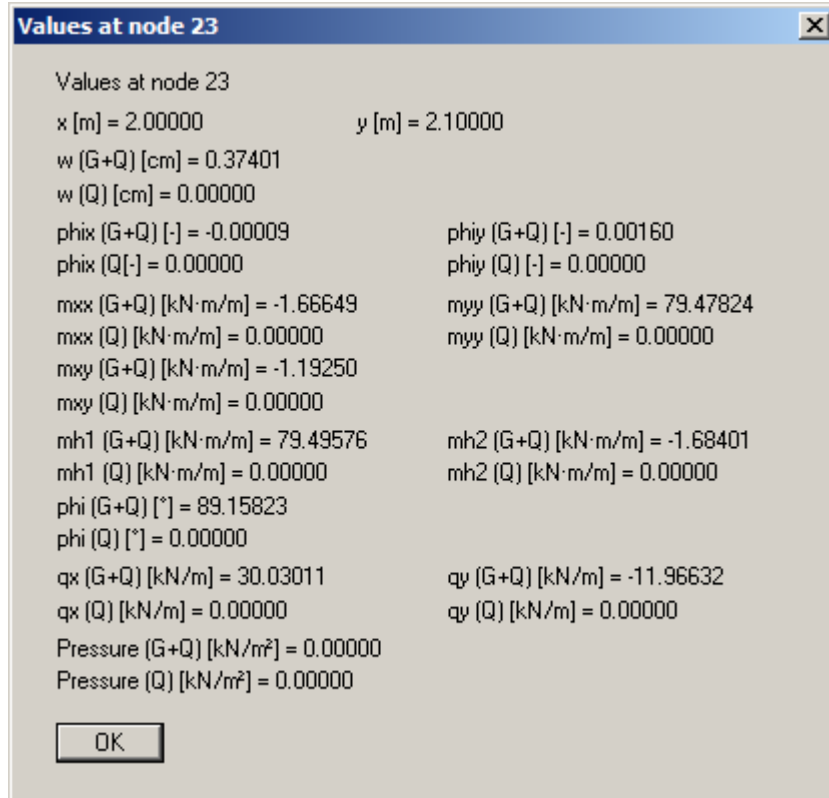 Values at node 23
Values at node 23
x [m] = 2.00000 y [m] = 2.10000
w (G+Q) [cm] = 0.37401
w (Q) [cm] = 0.00000
phix (G+Q) [-] = -0.00009 phiy (G+Q) [-] = 0.00160
phix (Q[-] = 0.00000 phiy (Q) [-] = 0.00000
mxx (G+Q) [kN·m/m] = -1.66649 myy (G+Q) [kN·m/m] = 79.47824
mxx (Q) [kN·m/m] = 0.00000 myy (Q) [kN·m/m] = 0.00000
mxy (G+Q) [kN·m/m] = -1.19250
mxy (Q) [kN·m/m] = 0.00000
mh1 (G+Q) [kN·m/m] = 79.49576 mh2 (G+Q) [kN·m/m] = -1.68401
mh1 (Q) [kN·m/m] = 0.00000 mh2 (Q) [kN·m/m] = 0.00000
phi (G+Q) [°] = 89.15823
phi (Q) [°] = 0.00000
qx (G+Q) [kN/m] = 30.03011 qy (G+Q) [kN/m] = -11.96632
qx (Q) [kN/m] = 0.00000 qy (Q) [kN/m] = 0.00000
Pressure (G+Q) [kN/m²] = 0.00000
Pressure (Q) [kN/m²] = 0.00000
OK